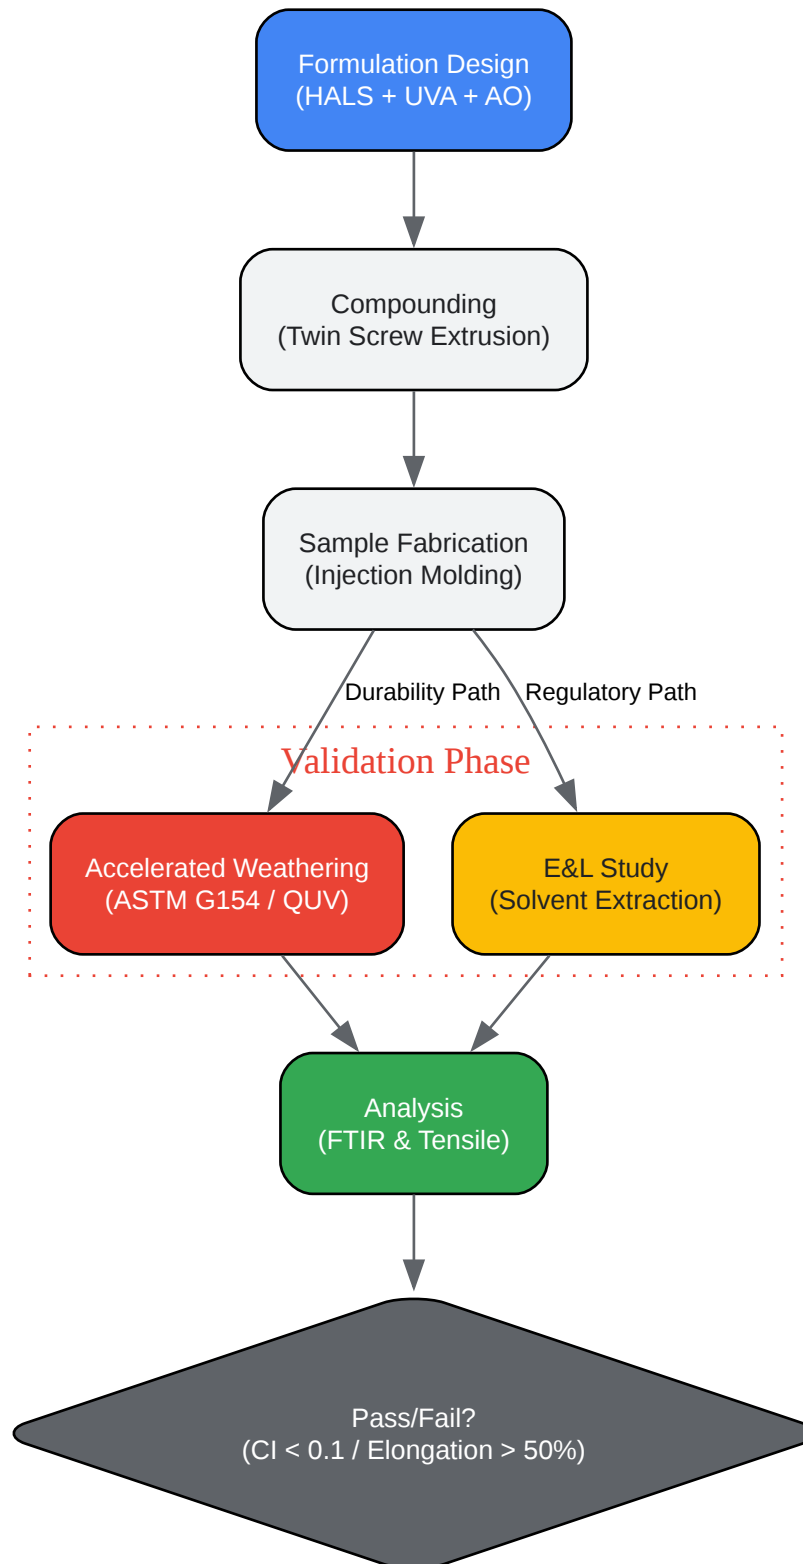 Formulation Design
(HALS + UVA + AO)
Compounding
(Twin Screw Extrusion)
Sample Fabrication
(Injection Molding)
Durability Path
Regulatory Path
Validation Phase
Accelerated Weathering
(ASTM G154 / QUV)
E&L Study
(Solvent Extraction)
Analysis
(FTIR & Tensile)
Pass/Fail?
(CI < 0.1 / Elongation > 50%)